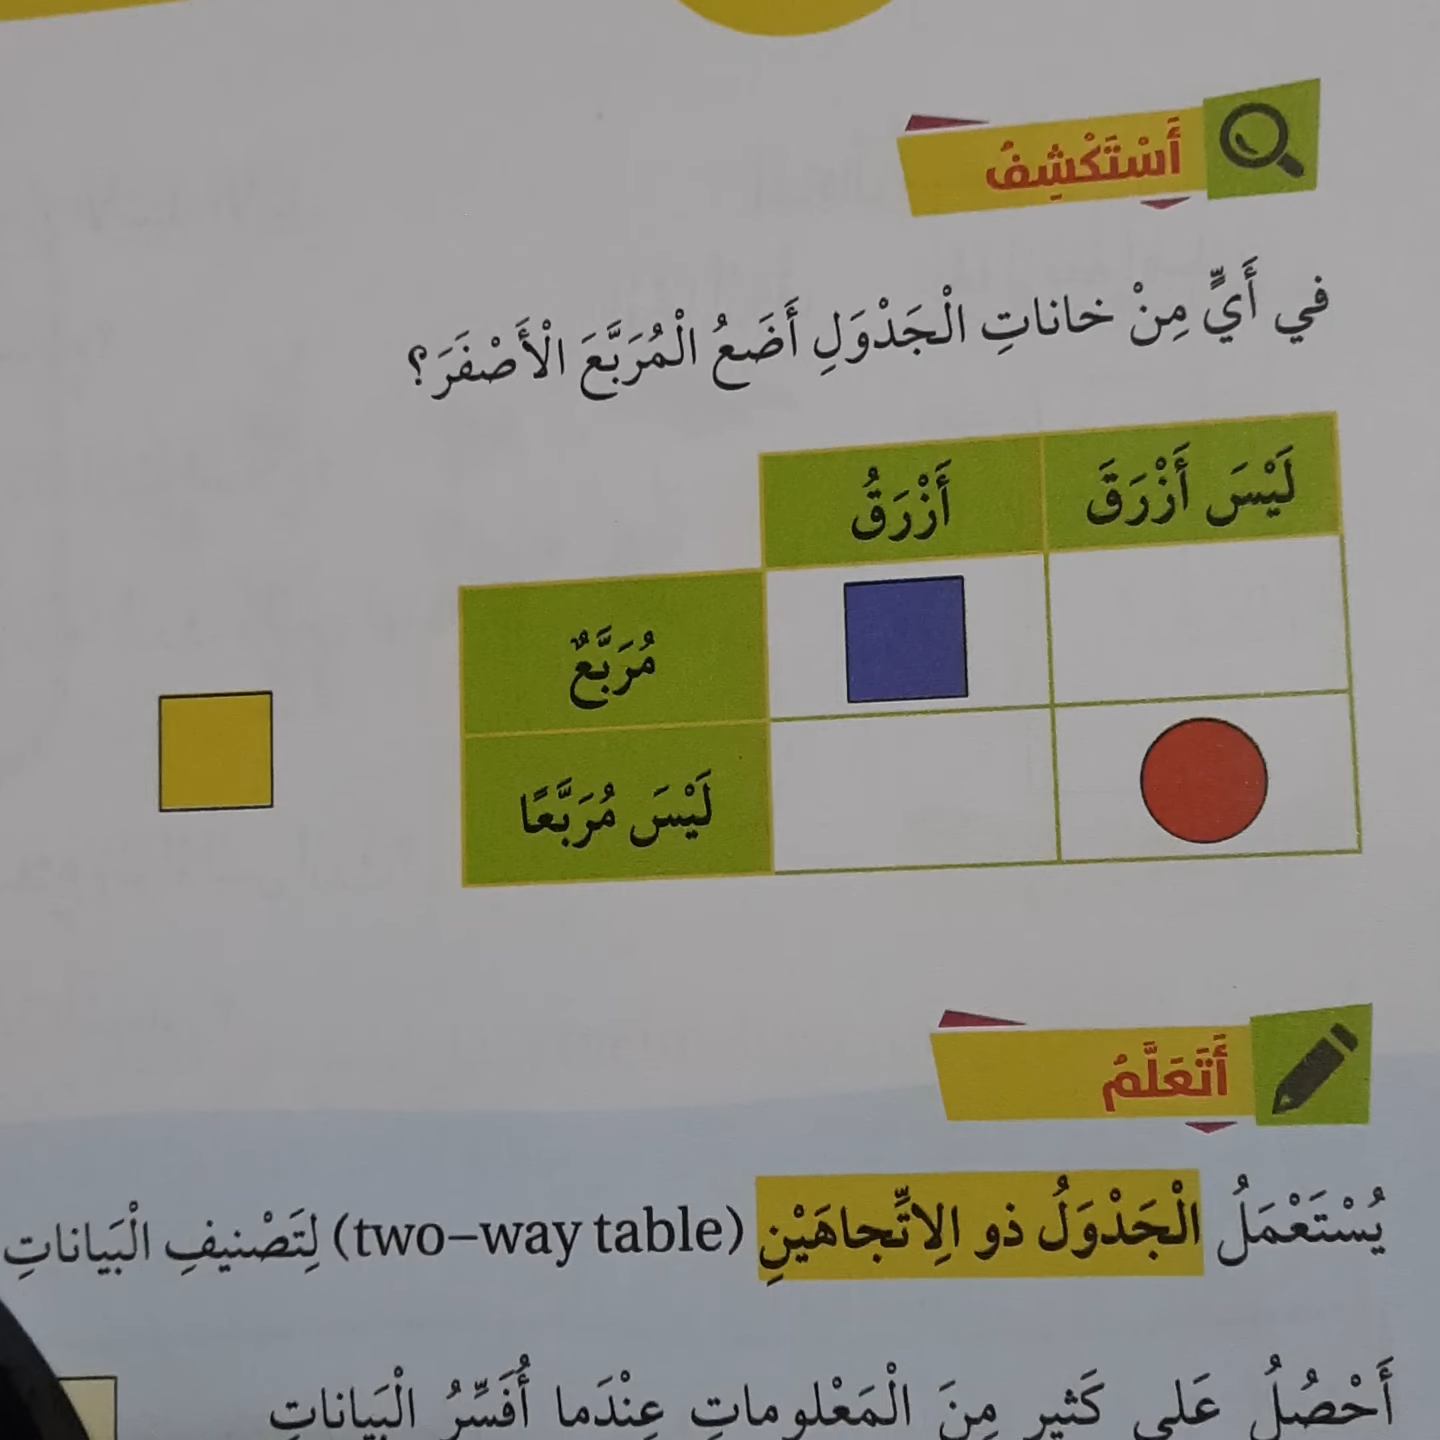 أَسْتَكْشِفُ
في أَيٍّ مِنْ خاناتِ الْجَدْوَلِ أَضَعُ الْمُرَبَّعَ الْأَصْفَرَ؟
لَيْسَ أَزْرَقَ
أَزْرَقُ
مُرَبَّعٌ
لَيْسَ مُرَبَّعًا
أَتَعَلَّمُ
يُسْتَعْمَلُ الْجَدْوَلُ ذو الِاتِّجاهَيْنِ (two–way table) لِتَصْنيفِ الْبَياناتِ
أَحْصُلُ عَلى كَثيرٍ مِنَ الْمَعْلوماتِ عِنْدَما أُفَسِّرُ الْبَياناتِ